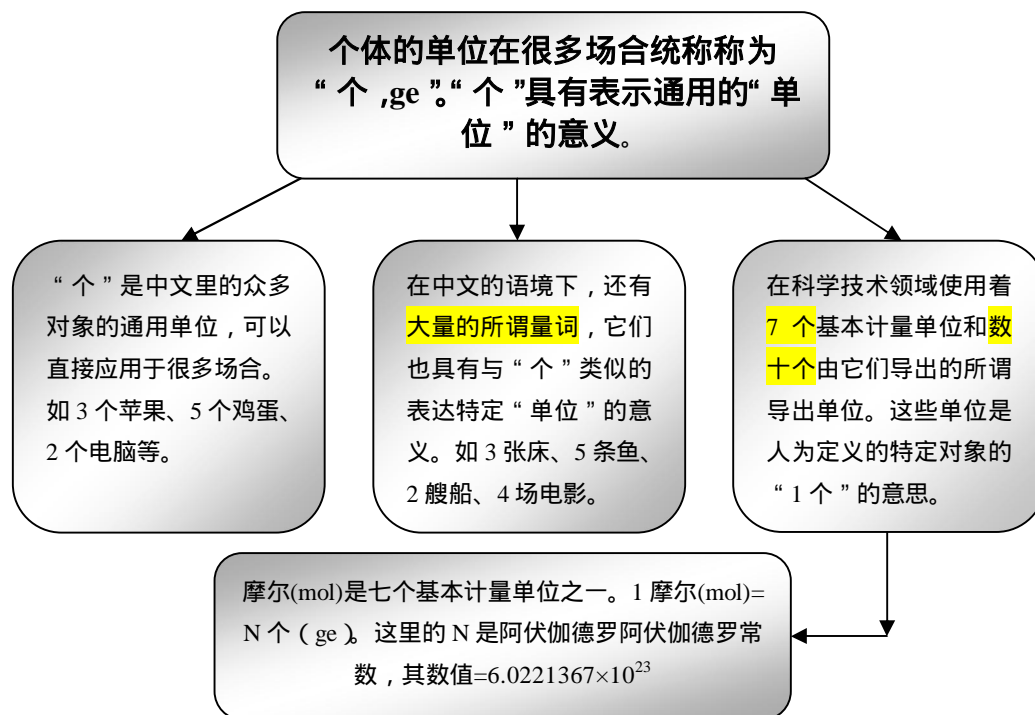 个体的单位在很多场合统称称为
“个,ge”。“个”具有表示通用的“单
位”的意义。
“个”是中文里的众多
对象的通用单位，可以
直接应用于很多场合。
如3个苹果、5个鸡蛋、
2个电脑等。
在中文的语境下，还有
大量的所谓量词，它们
也具有与“个”类似的
表达特定“单位”的意
义。如3张床、5条鱼、
2艘船、4场电影。
在科学技术领域使用着
7 个基本计量单位和数
十个由它们导出的所谓
导出单位。这些单位是
人为定义的特定对象的
“1个”的意思。
摩尔(mol)是七个基本计量单位之一。1摩尔(mol)=
N个（ge）。这里的N是阿伏伽德罗阿伏伽德罗常
数，其数值=6.0221367×10²³